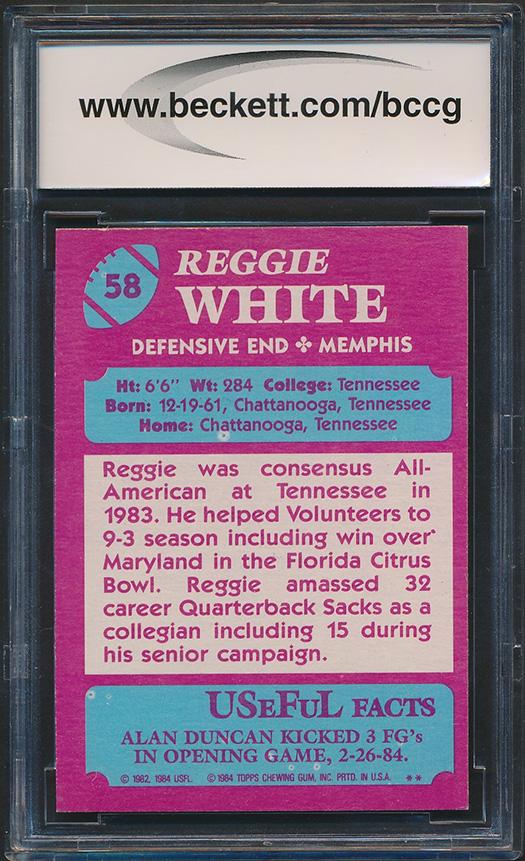 www.beckett.com/bccg
58
REGGIE
WHITE
DEFENSIVE END ✤ MEMPHIS
Ht: 6'6" Wt: 284 College: Tennessee
Born: 12-19-61, Chattanooga, Tennessee
Home: Chattanooga, Tennessee
Reggie was consensus All-
American at Tennessee in
1983. He helped Volunteers to
9-3 season including win over
Maryland in the Florida Citrus
Bowl. Reggie amassed 32
career Quarterback Sacks as a
collegian including 15 during
his senior campaign.
USeFuL FACTS
ALAN DUNCAN KICKED 3 FG's
IN OPENING GAME, 2-26-84.
© 1982, 1984 USFL. © 1984 TOPPS CHEWING GUM, INC. PRTD. IN U.S.A. **